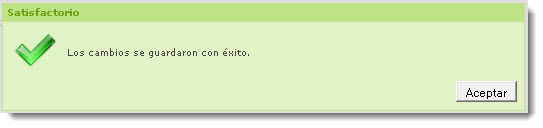 Satisfactorio
Los cambios se guardaron con éxito.
Aceptar